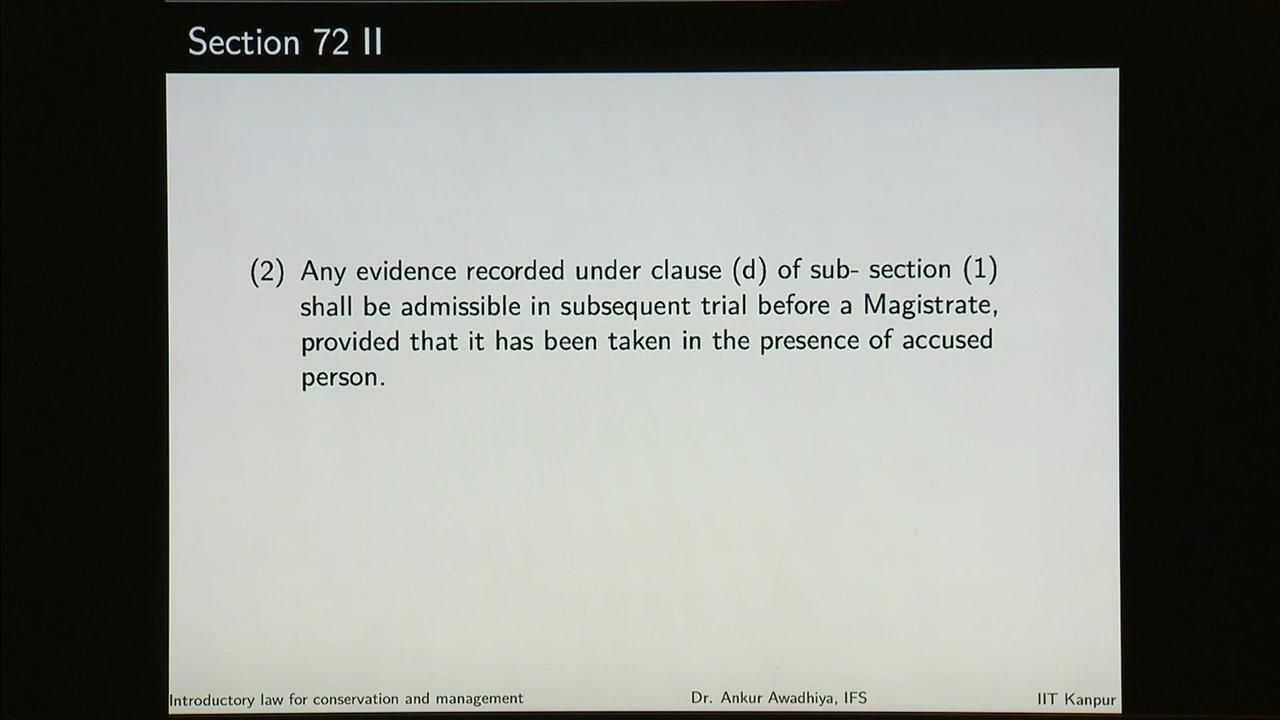 Section 72 II
(2) Any evidence recorded under clause (d) of sub- section (1)
shall be admissible in subsequent trial before a Magistrate,
provided that it has been taken in the presence of accused
person.
Introductory law for conservation and management Dr. Ankur Awadhiya, IFS IIT Kanpur